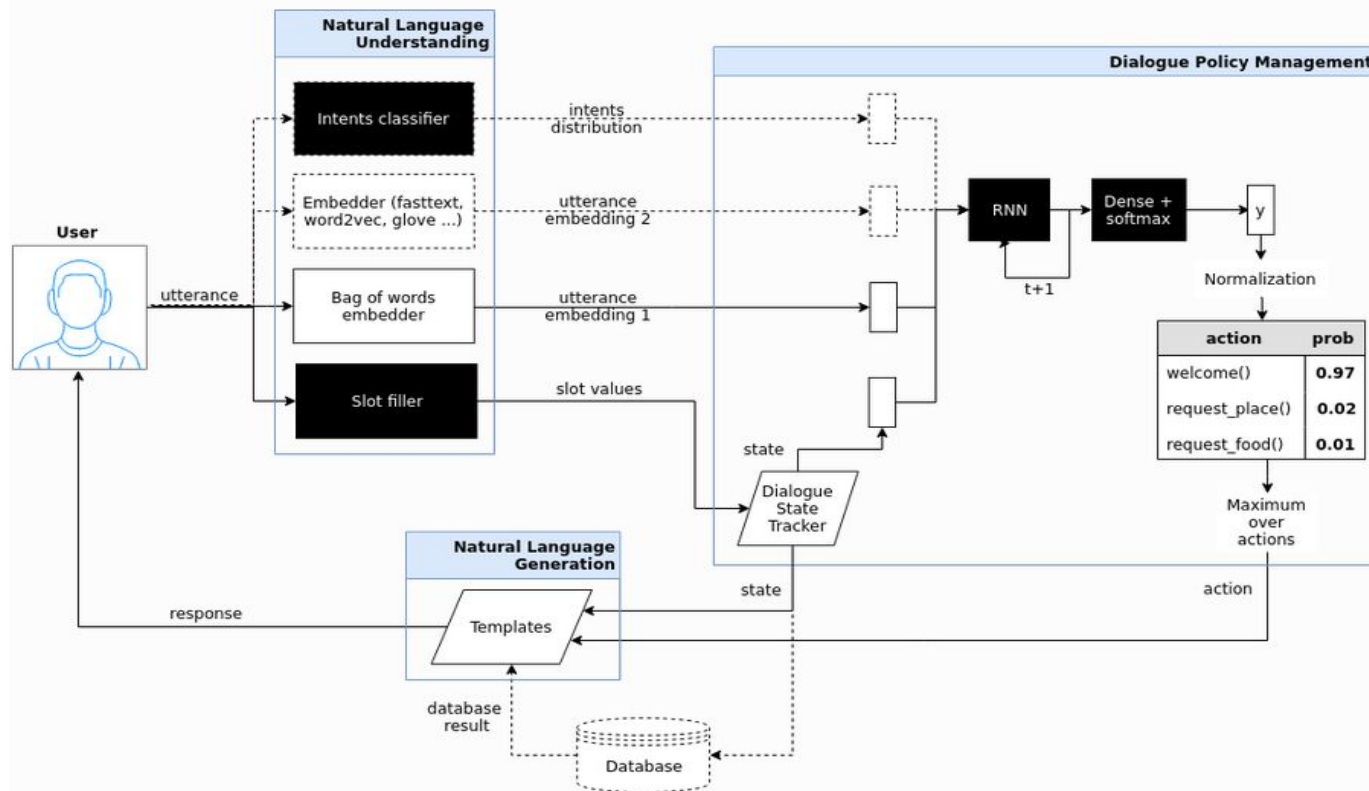 Natural Language
Understanding
Dialogue Policy Management
Intents classifier
intents
distribution
Embedder (fasttext,
word2vec, glove ...)
utterance
embedding 2
RNN
Dense +
softmax
y
User
utterance
Bag of words
embedder
utterance
embedding 1
t+1
Normalization
action prob
welcome() 0.97
request_place() 0.02
request_food() 0.01
Slot filler
slot values
state
Dialogue
State
Tracker
Maximum
over
actions
Natural Language
Generation
state
action
response
Templates
database
result
Database